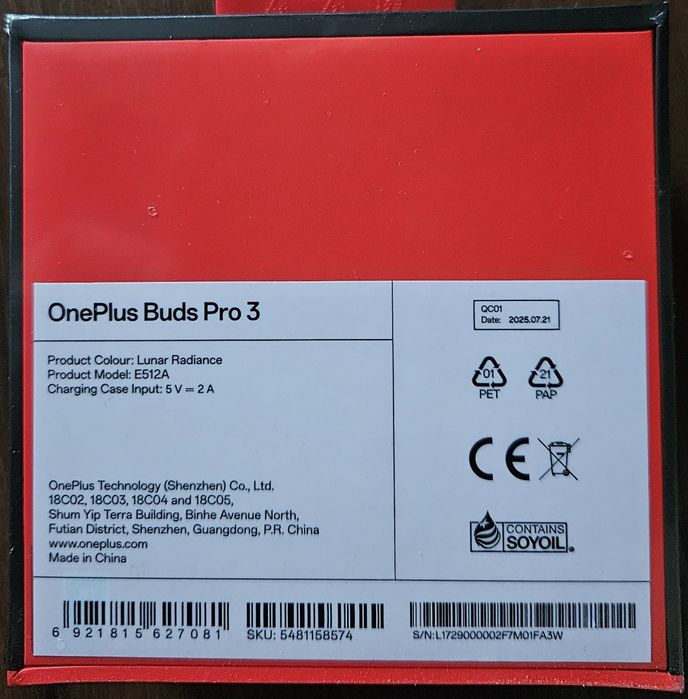 OnePlus Buds Pro 3
Product Colour: Lunar Radiance
Product Model: E512A
Charging Case Input: 5 V ⎓ 2 A
OnePlus Technology (Shenzhen) Co., Ltd.
18C02, 18C03, 18C04 and 18C05,
Shum Yip Terra Building, Binhe Avenue North,
Futian District, Shenzhen, Guangdong, P.R. China
www.oneplus.com
Made in China
QC01
Date: 2025.07.21
01
PET
21
PAP
CE
CONTAINS
SOYOIL
6 921815 627081
SKU: 5481158574
S/N:L1729000002F7M01FA3W